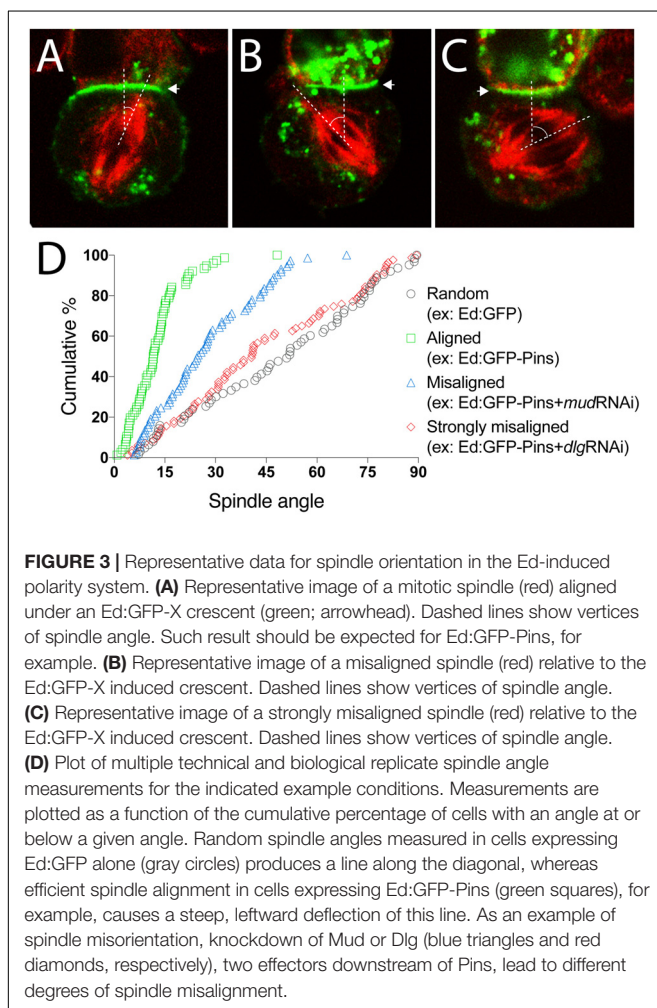 A
B
C
D
Cumulative %
100
80
60
40
20
0
0 15 30 45 60 75 90
Spindle angle
Random
(ex: Ed:GFP)
Aligned
(ex: Ed:GFP-Pins)
Misaligned
(ex: Ed:GFP-Pins+mudRNAi)
Strongly misaligned
(ex: Ed:GFP-Pins+dlgRNAi)
FIGURE 3 | Representative data for spindle orientation in the Ed-induced
polarity system. (A) Representative image of a mitotic spindle (red) aligned
under an Ed:GFP-X crescent (green; arrowhead). Dashed lines show vertices
of spindle angle. Such result should be expected for Ed:GFP-Pins, for
example. (B) Representative image of a misaligned spindle (red) relative to the
Ed:GFP-X induced crescent. Dashed lines show vertices of spindle angle.
(C) Representative image of a strongly misaligned spindle (red) relative to the
Ed:GFP-X induced crescent. Dashed lines show vertices of spindle angle.
(D) Plot of multiple technical and biological replicate spindle angle
measurements for the indicated example conditions. Measurements are
plotted as a function of the cumulative percentage of cells with an angle at or
below a given angle. Random spindle angles measured in cells expressing
Ed:GFP alone (gray circles) produces a line along the diagonal, whereas
efficient spindle alignment in cells expressing Ed:GFP-Pins (green squares), for
example, causes a steep, leftward deflection of this line. As an example of
spindle misorientation, knockdown of Mud or Dlg (blue triangles and red
diamonds, respectively), two effectors downstream of Pins, lead to different
degrees of spindle misalignment.